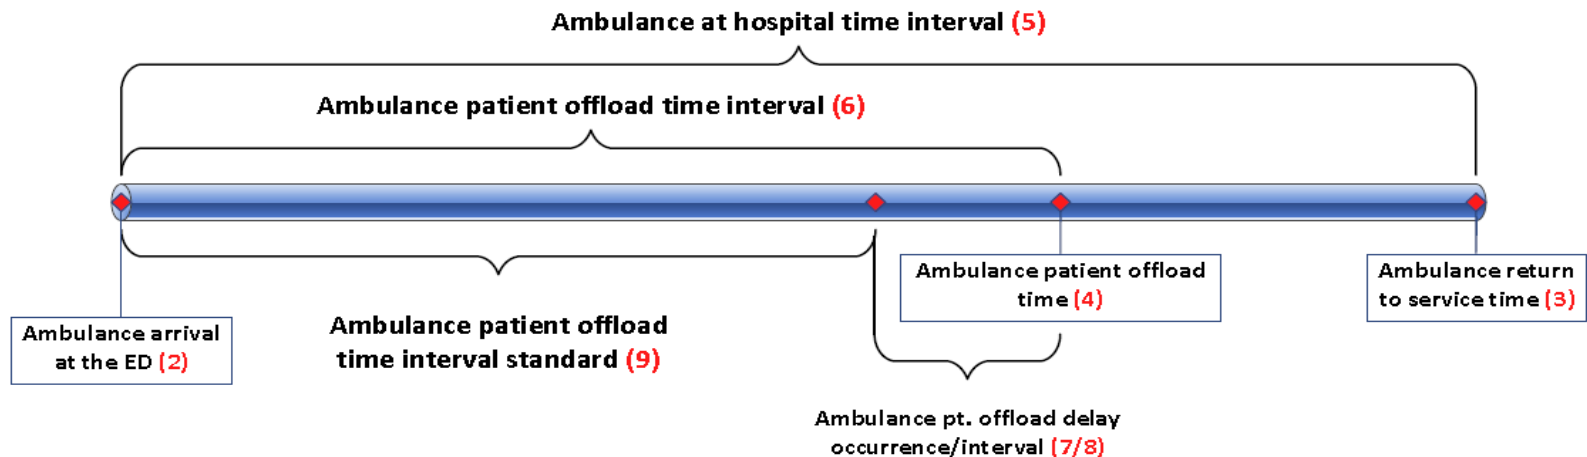 Ambulance at hospital time interval (5)
Ambulance patient offload time interval (6)
Ambulance patient offload
time (4)
Ambulance return
to service time (3)
Ambulance arrival
at the ED (2)
Ambulance patient offload
time interval standard (9)
Ambulance pt. offload delay
occurrence/interval (7/8)